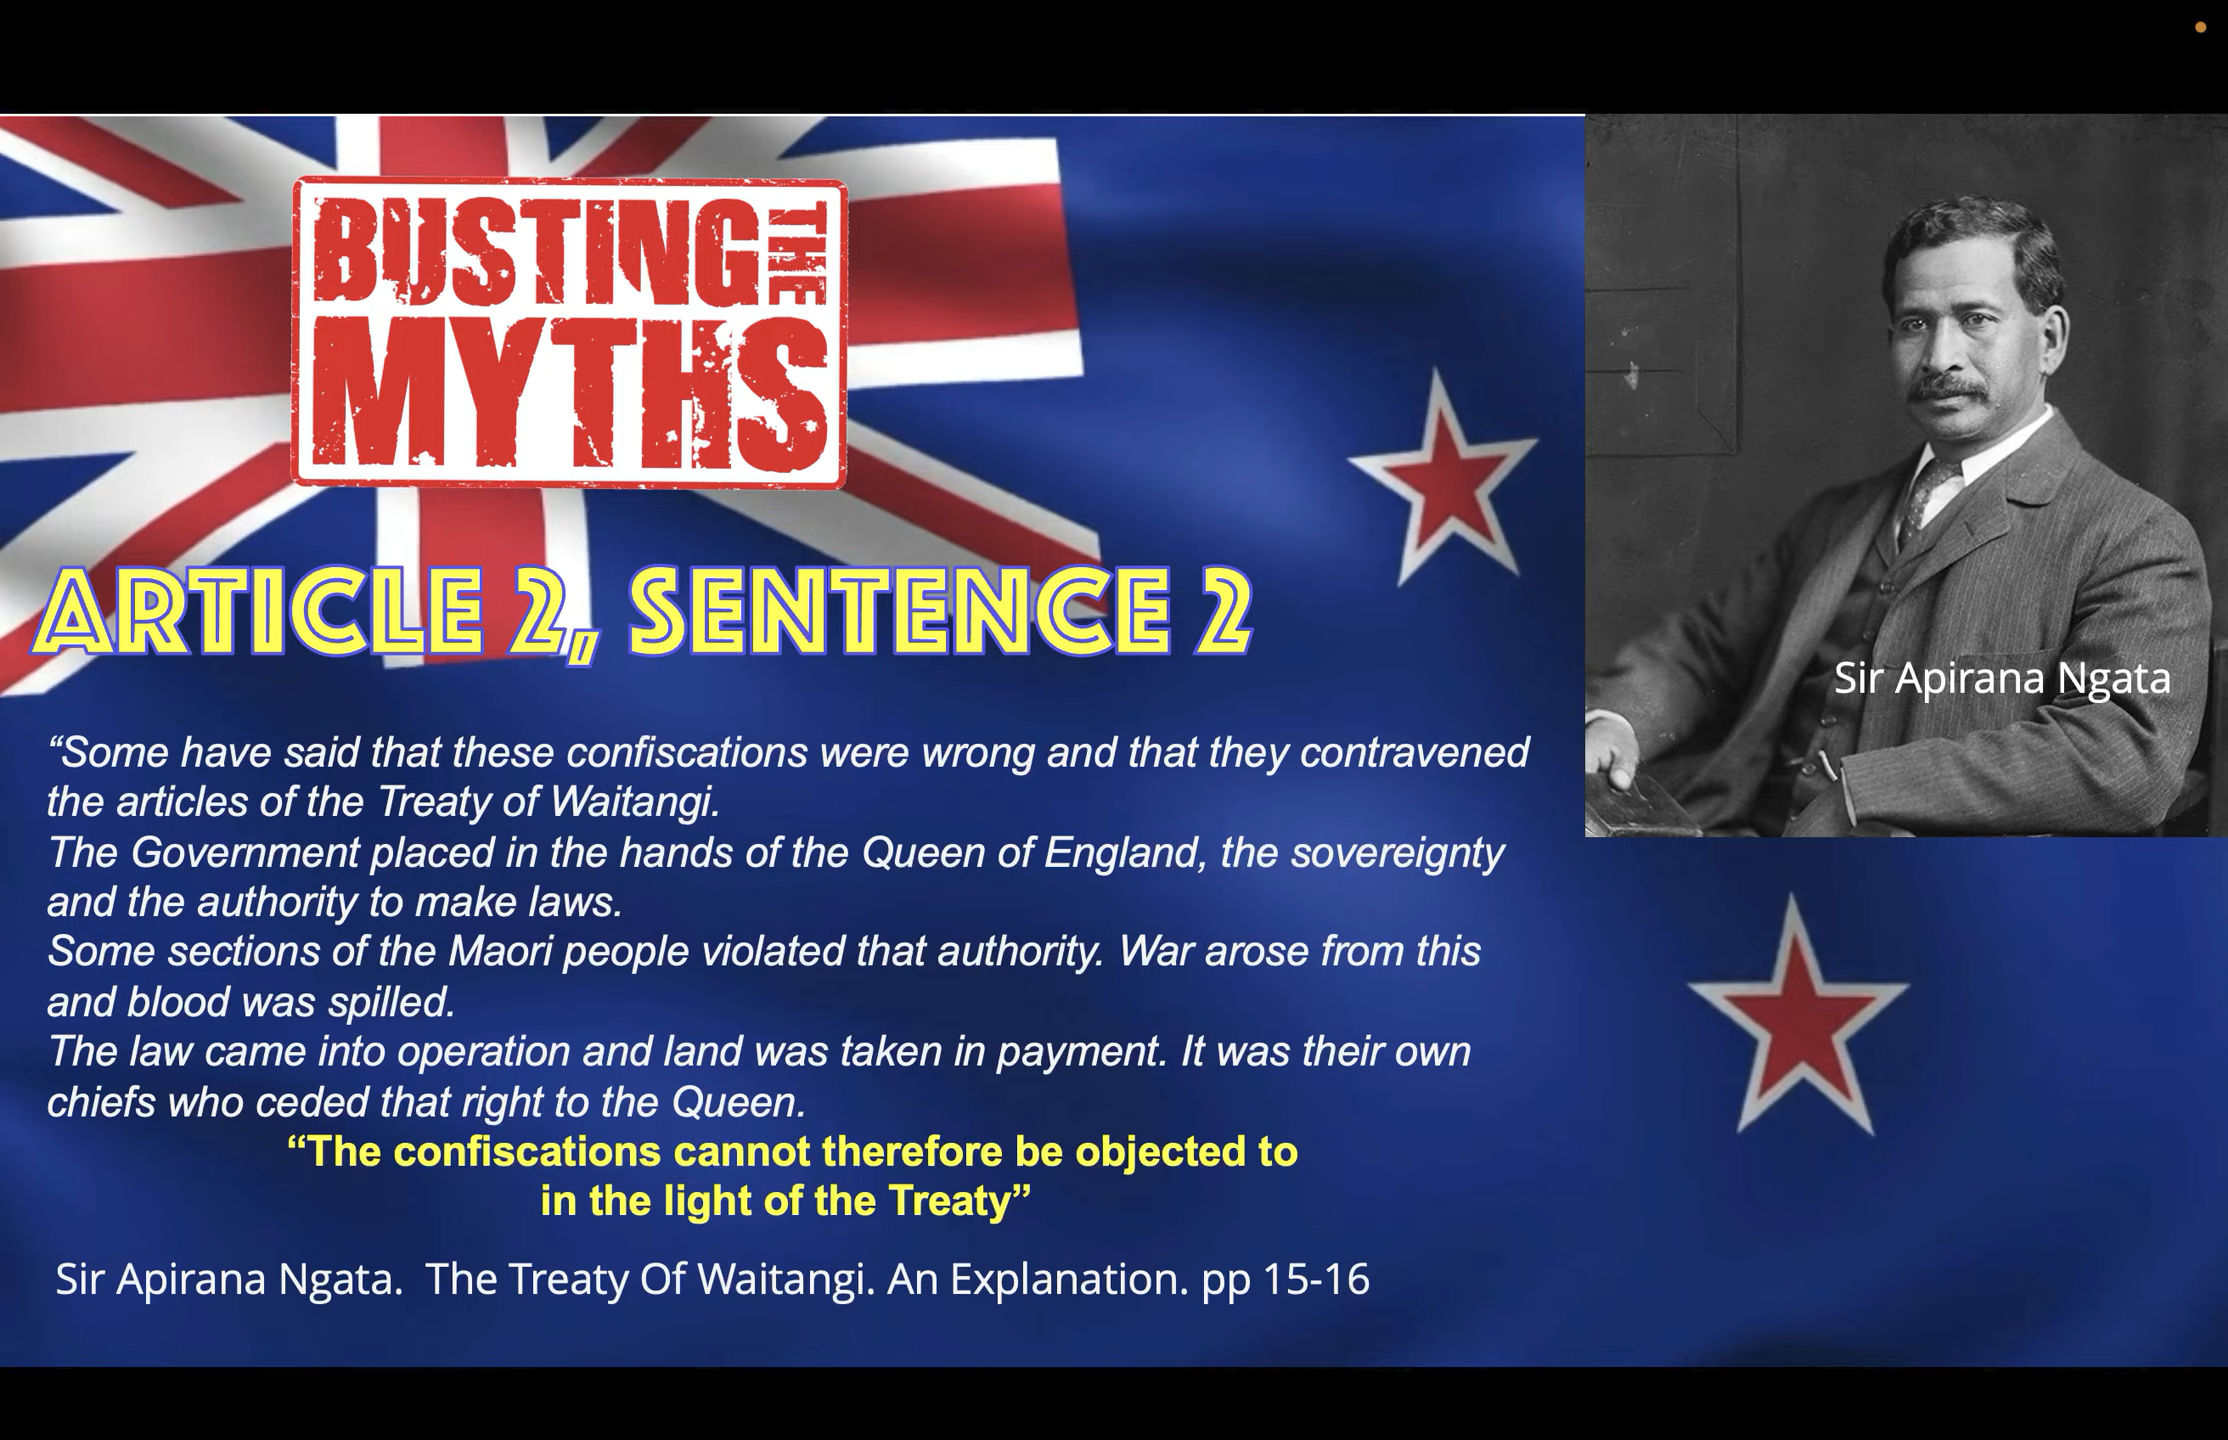 BUSTING THE
MYTHS
ARTICLE 2, SENTENCE 2
Sir Apirana Ngata
“Some have said that these confiscations were wrong and that they contravened
the articles of the Treaty of Waitangi.
The Government placed in the hands of the Queen of England, the sovereignty
and the authority to make laws.
Some sections of the Maori people violated that authority. War arose from this
and blood was spilled.
The law came into operation and land was taken in payment. It was their own
chiefs who ceded that right to the Queen.
“The confiscations cannot therefore be objected to
in the light of the Treaty”
Sir Apirana Ngata.  The Treaty Of Waitangi. An Explanation. pp 15-16